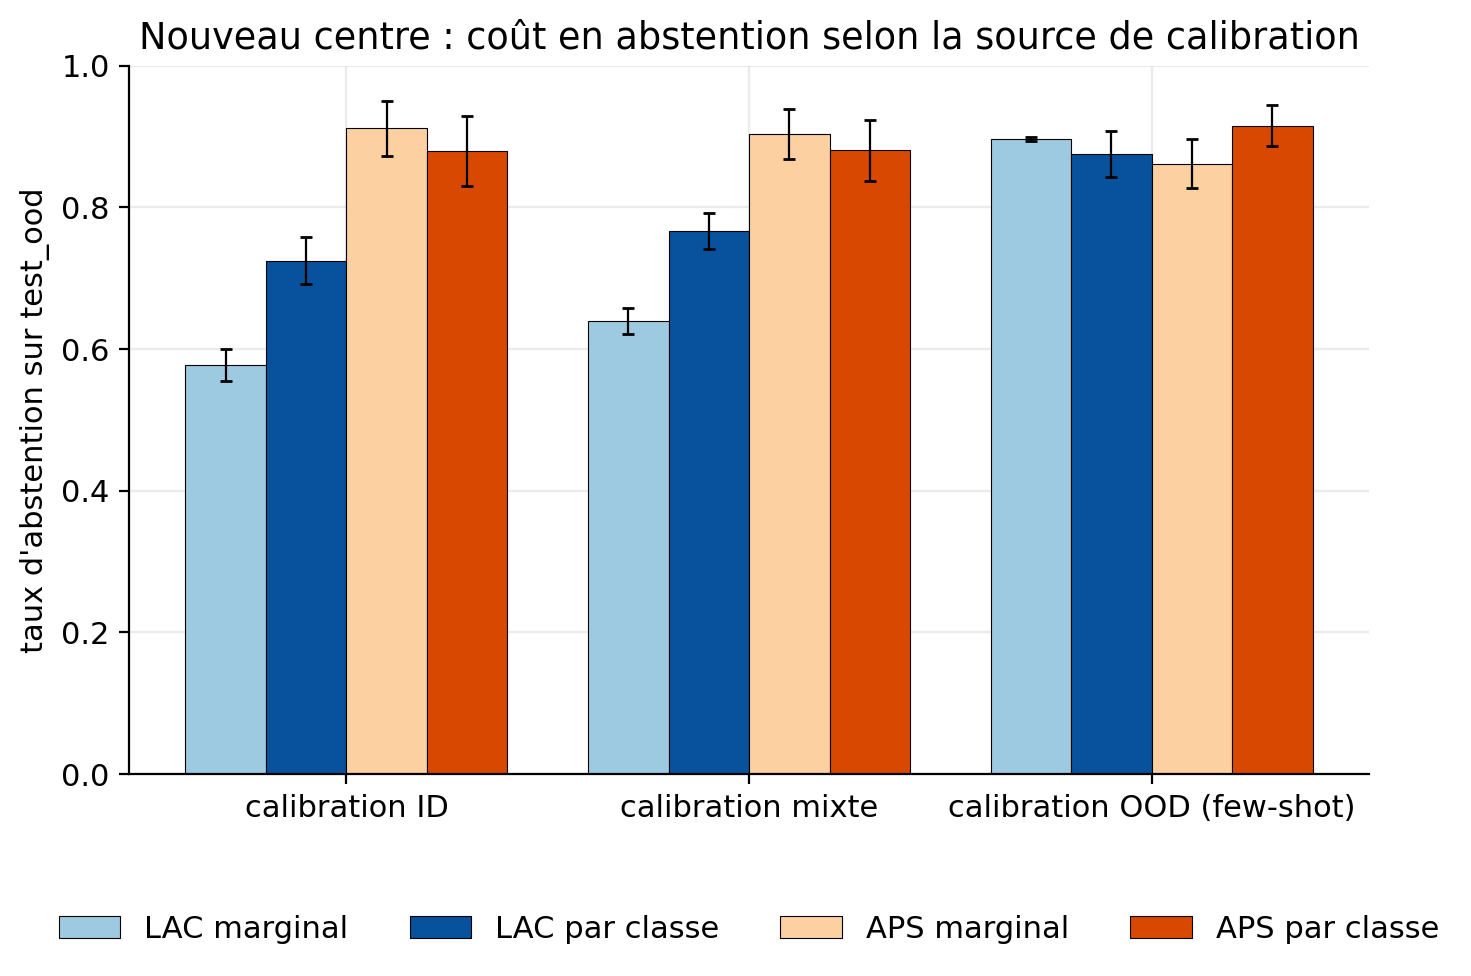 Nouveau centre : coût en abstention selon la source de calibration
taux d'abstention sur test_ood
1.0
0.8
0.6
0.4
0.2
0.0
calibration ID
calibration mixte
calibration OOD (few-shot)
LAC marginal
LAC par classe
APS marginal
APS par classe